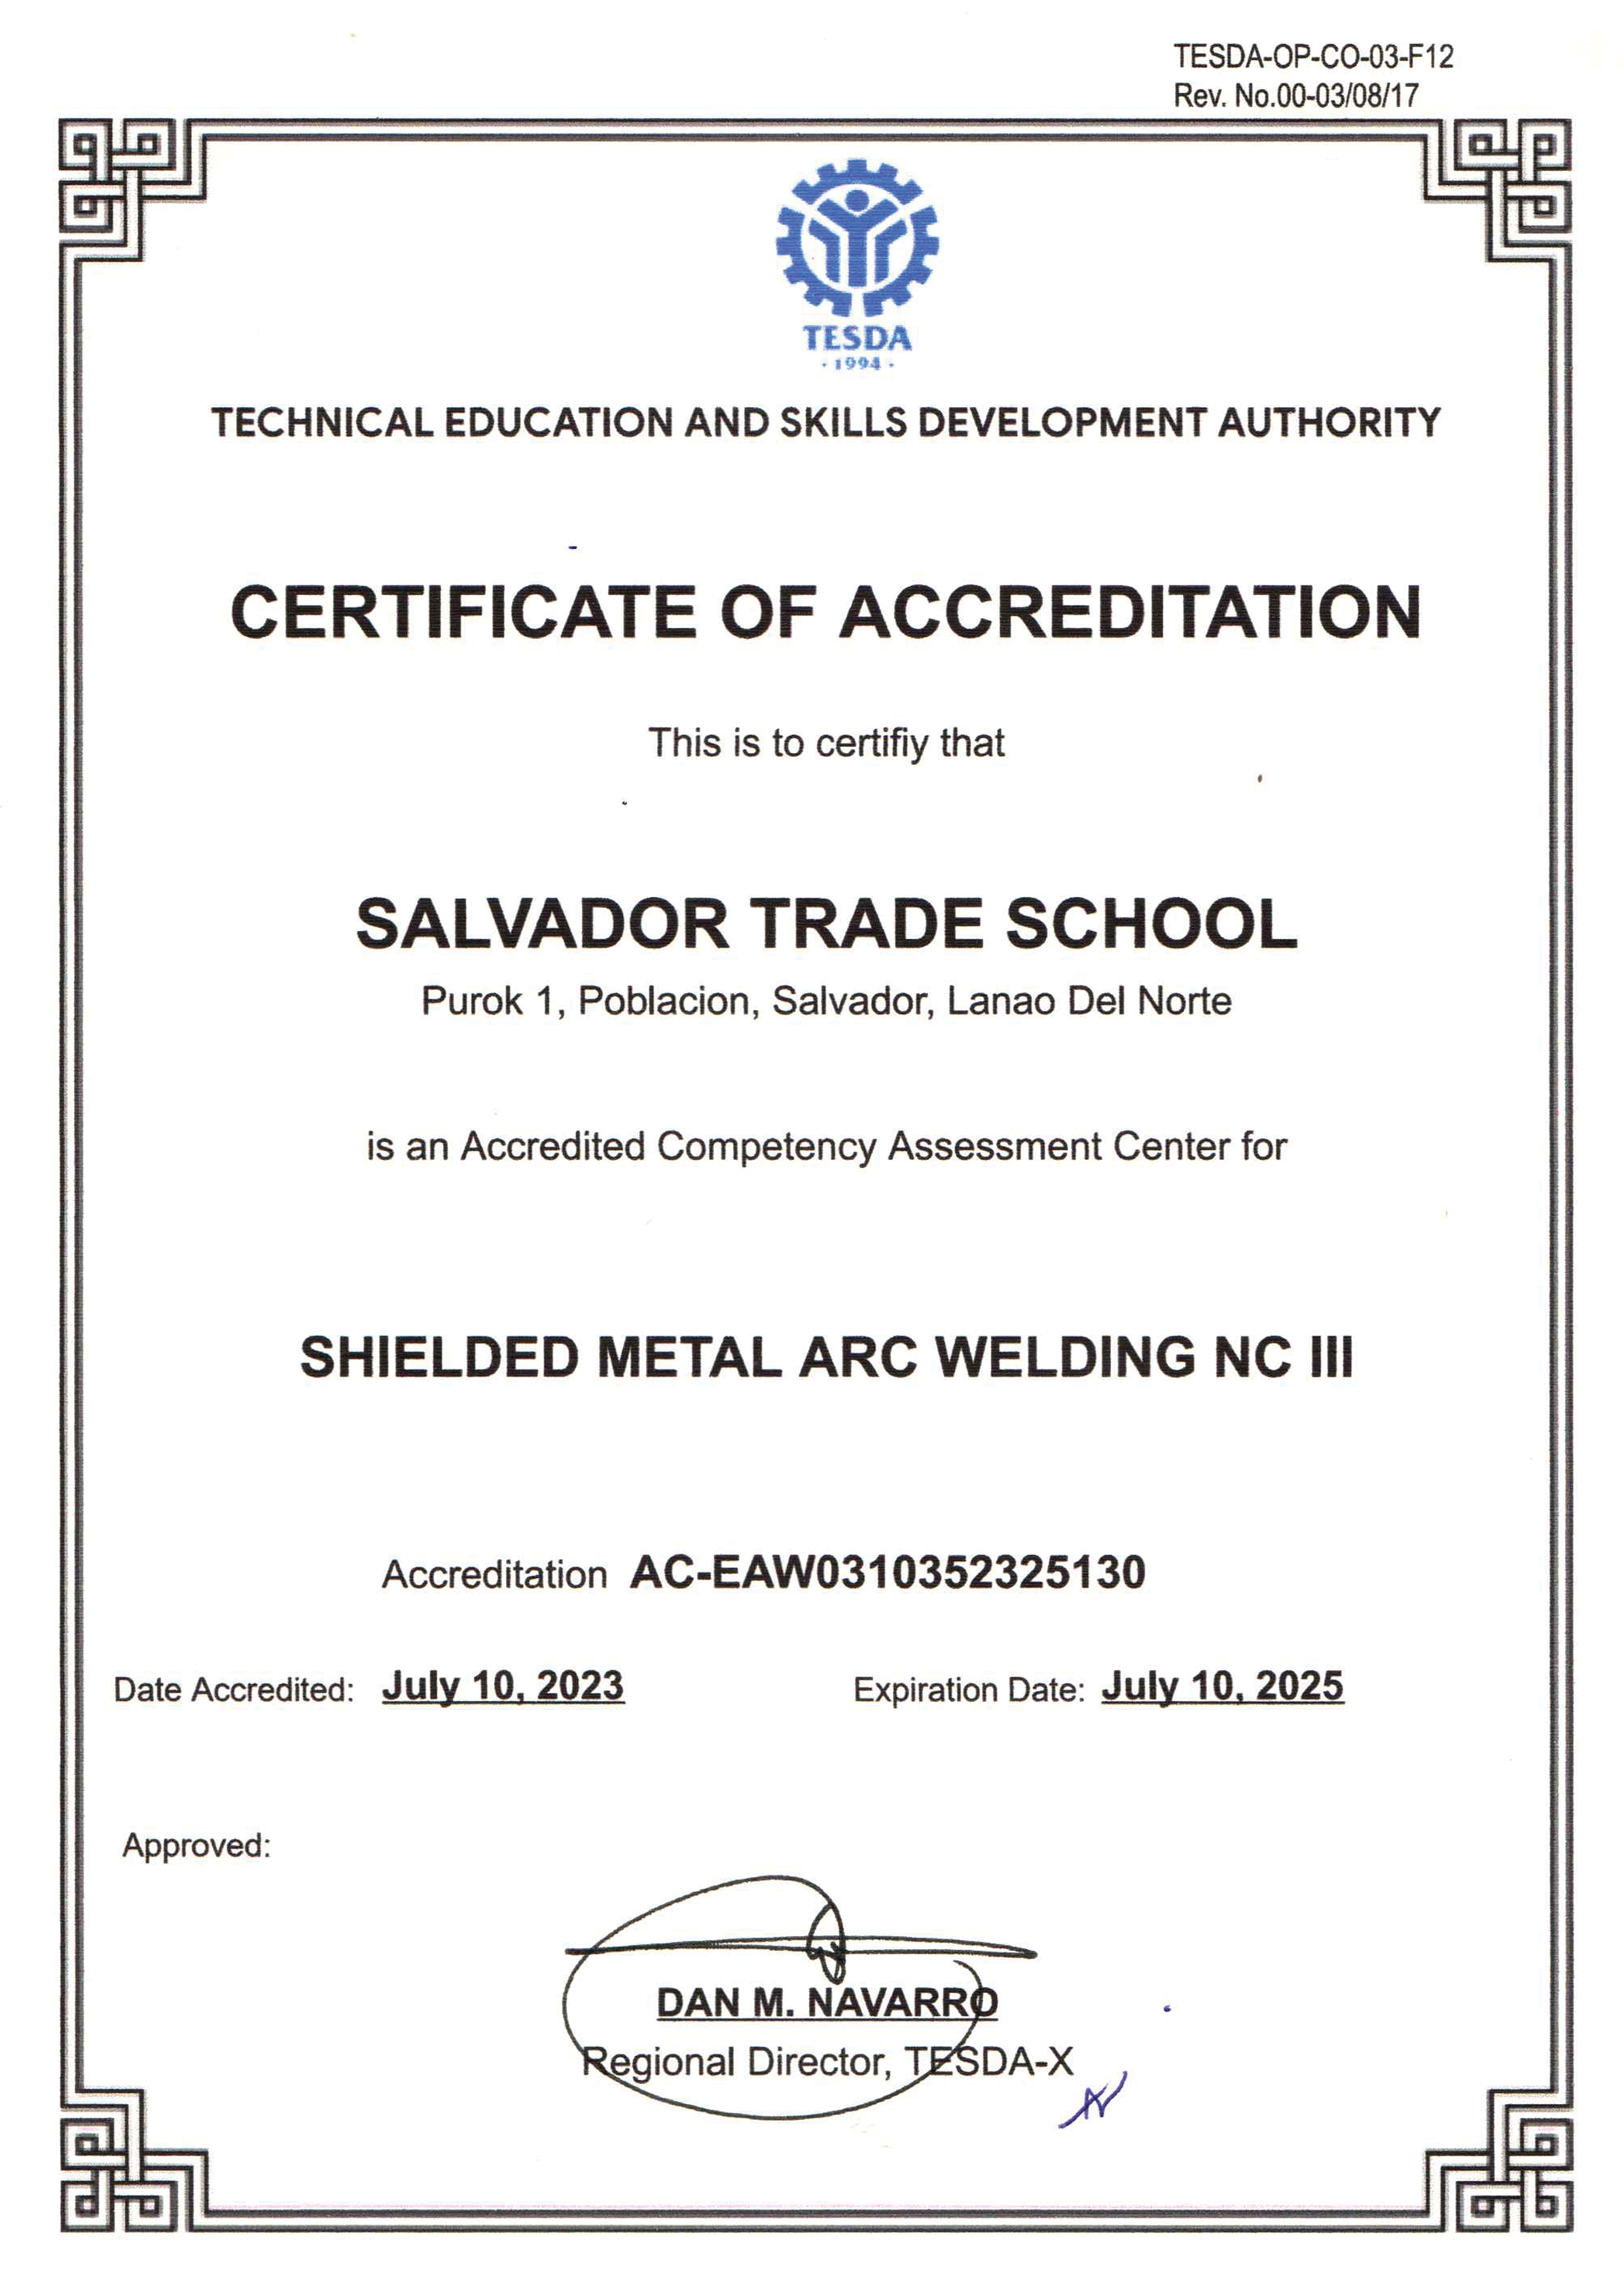 TESDA-OP-CO-03-F12
Rev. No.00-03/08/17
TESDA
· 1994 ·
TECHNICAL EDUCATION AND SKILLS DEVELOPMENT AUTHORITY
CERTIFICATE OF ACCREDITATION
This is to certifiy that
SALVADOR TRADE SCHOOL
Purok 1, Poblacion, Salvador, Lanao Del Norte
is an Accredited Competency Assessment Center for
SHIELDED METAL ARC WELDING NC III
Accreditation AC-EAW0310352325130
Date Accredited: July 10, 2023 Expiration Date: July 10, 2025
Approved:
DAN M. NAVARRO
Regional Director, TESDA-X